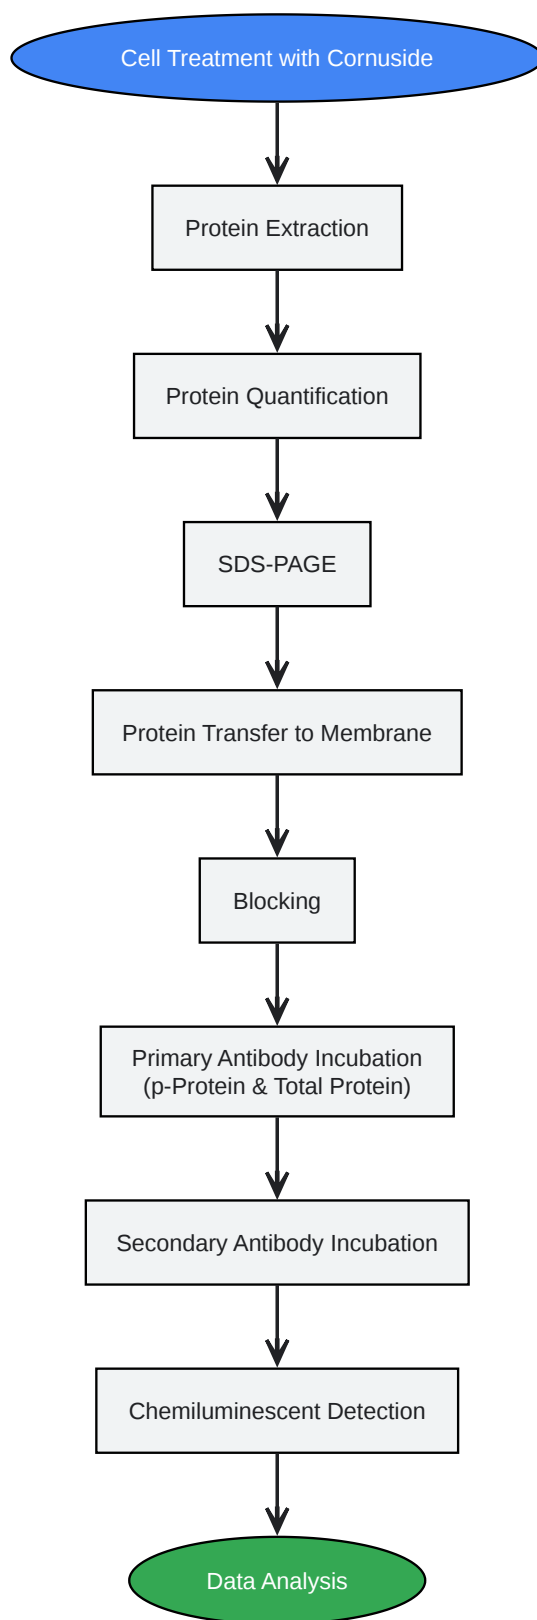 Cell Treatment with Cornuside
Protein Extraction
Protein Quantification
SDS-PAGE
Protein Transfer to Membrane
Blocking
Primary Antibody Incubation
(p-Protein & Total Protein)
Secondary Antibody Incubation
Chemiluminescent Detection
Data Analysis